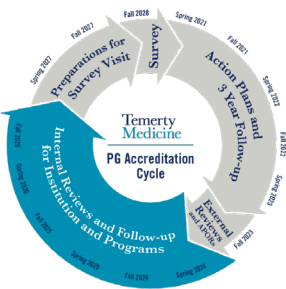 Fall 2028
Spring 2021
Fall 2021
Spring 2022
Fall 2022
Spring 2023
Fall 2023
Spring 2024
Fall 2024
Spring 2025
Fall 2025
Spring 2026
Fall 2026
Spring 2027
Fall 2027
Survey
Action Plans and
3 Year Follow-up
External
Reviews
and APORs
Internal Reviews and Follow-up
for Institution and Programs
Preparations for
Survey Visit
Temerty
Medicine
PG Accreditation
Cycle